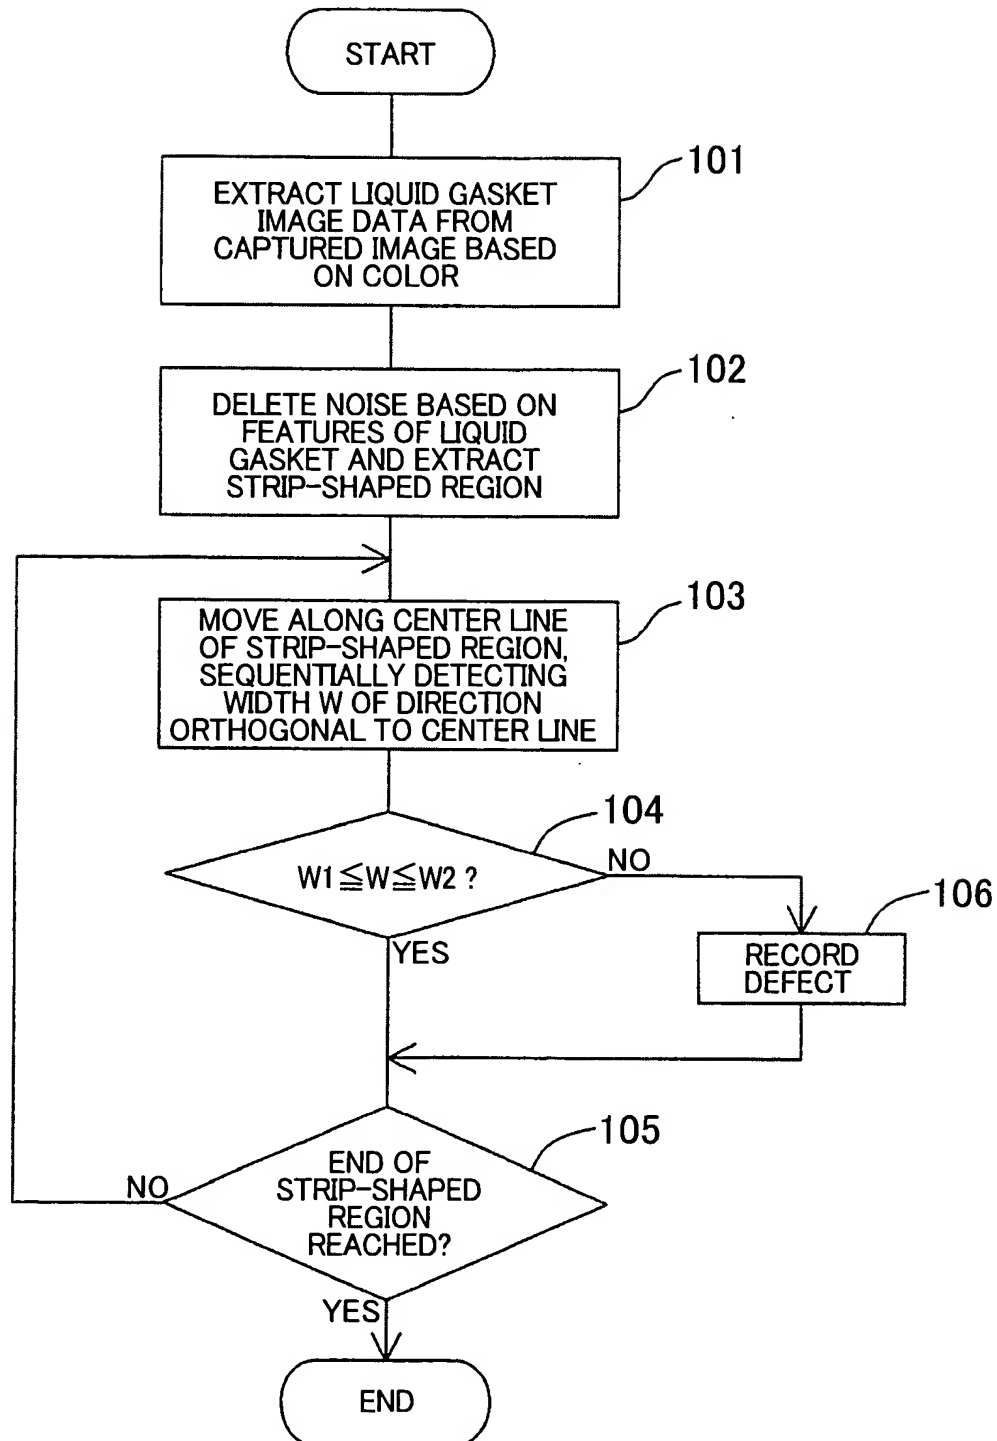 START
101
EXTRACT LIQUID GASKET
IMAGE DATA FROM
CAPTURED IMAGE BASED
ON COLOR
102
DELETE NOISE BASED ON
FEATURES OF LIQUID
GASKET AND EXTRACT
STRIP-SHAPED REGION
103
MOVE ALONG CENTER LINE
OF STRIP-SHAPED REGION,
SEQUENTIALLY DETECTING
WIDTH W OF DIRECTION
ORTHOGONAL TO CENTER LINE
104
W1≦W≦W2 ?
NO
YES
106
RECORD
DEFECT
105
END OF
STRIP-SHAPED
REGION
REACHED?
NO
YES
END